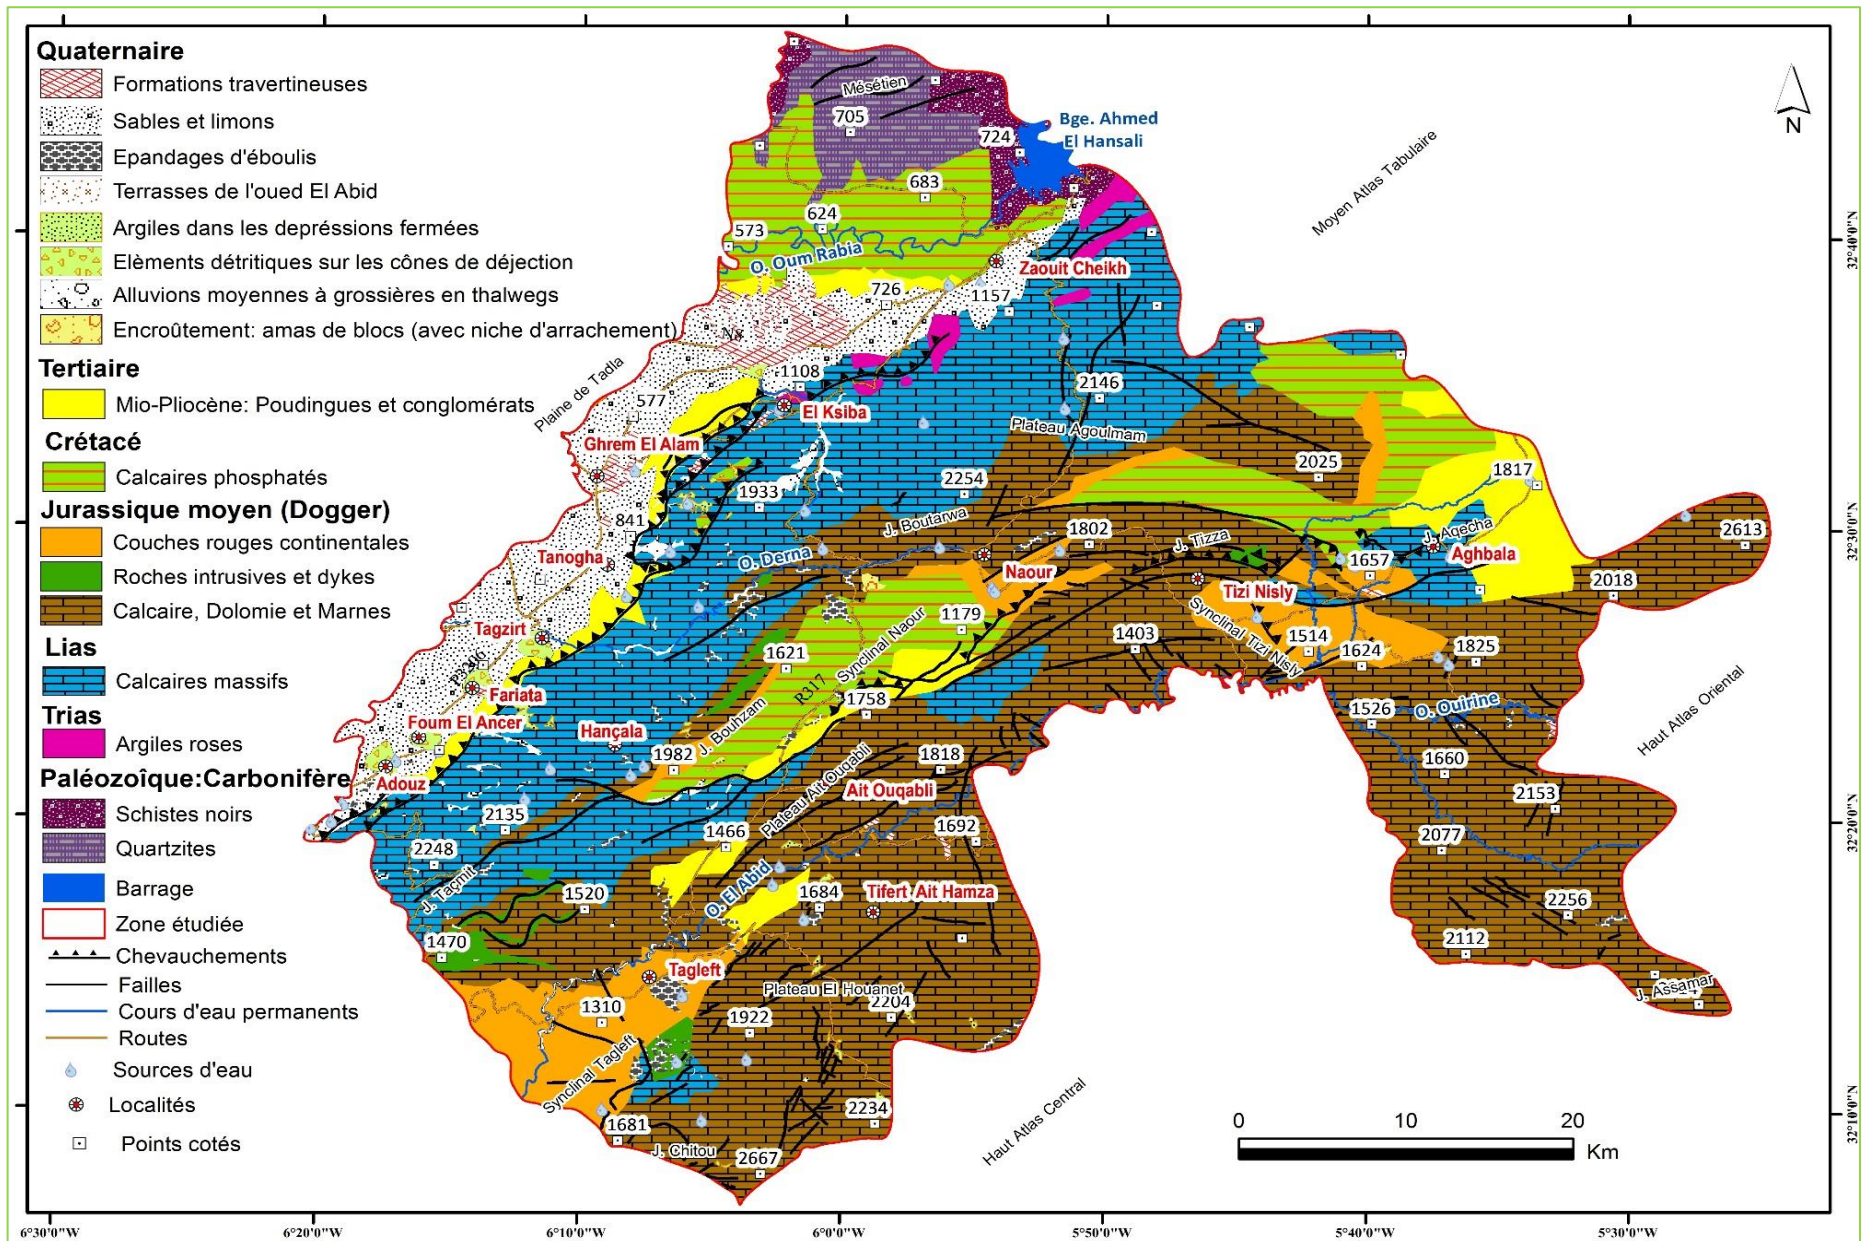 Quaternaire
Formations travertineuses
Sables et limons
Epandages d'éboulis
Terrasses de l'oued El Abid
Argiles dans les depréssions fermées
Elèments détritiques sur les cônes de déjection
Alluvions moyennes à grossières en thalwegs
Encroûtement: amas de blocs (avec niche d'arrachement)
Tertiaire
Mio-Pliocène: Poudingues et conglomérats
Crétacé
Calcaires phosphatés
Jurassique moyen (Dogger)
Couches rouges continentales
Roches intrusives et dykes
Calcaire, Dolomie et Marnes
Lias
Calcaires massifs
Trias
Argiles roses
Paléozoîque:Carbonifère
Schistes noirs
Quartzites
Barrage
Zone étudiée
Chevauchements
Failles
Cours d'eau permanents
Routes
Sources d'eau
Localités
Points cotés
Mésétien
705
724
Bge. Ahmed
El Hansali
N
Moyen Atlas Tabulaire
683
624
573
O. Oum Rabia
Zaouit Cheikh
726
1157
N8
Plaine de Tadla
1108
577
El Ksiba
2146
Ghrem El Alam
Plateau Agoulmam
2025
1817
2254
1933
841
J. Boutarwa
1802
J. Tizza
J. Aqecha
2613
Tanogha
O. Derna
Naour
1657
Aghbala
2018
Tizi Nisly
1179
Synclinal Naour
Synclinal Tizi Nisly
1403
1514
1624
1825
Tagzirt
1621
P3206
R317
1758
Fariata
Foum El Ancer
Hançala
J. Bouhzam
1982
1526
O. Ouirine
Haut Atlas Oriental
1818
1660
Adouz
Plateau Ait Ouqabli
Ait Ouqabli
2153
2135
1466
1692
2077
2248
J. Taçmit
1520
O. El Abid
1684
Tifert Ait Hamza
2256
1470
2112
Tagleft
Plateau El Houanet
2204
J. Assamar
1310
1922
Synclinal Tagleft
2234
1681
J. Chitou
2667
Haut Atlas Central
0 10 20
Km
32°40'0"N
32°30'0"N
32°20'0"N
32°10'0"N
6°30'0"W 6°20'0"W 6°10'0"W 6°0'0"W 5°50'0"W 5°40'0"W 5°30'0"W